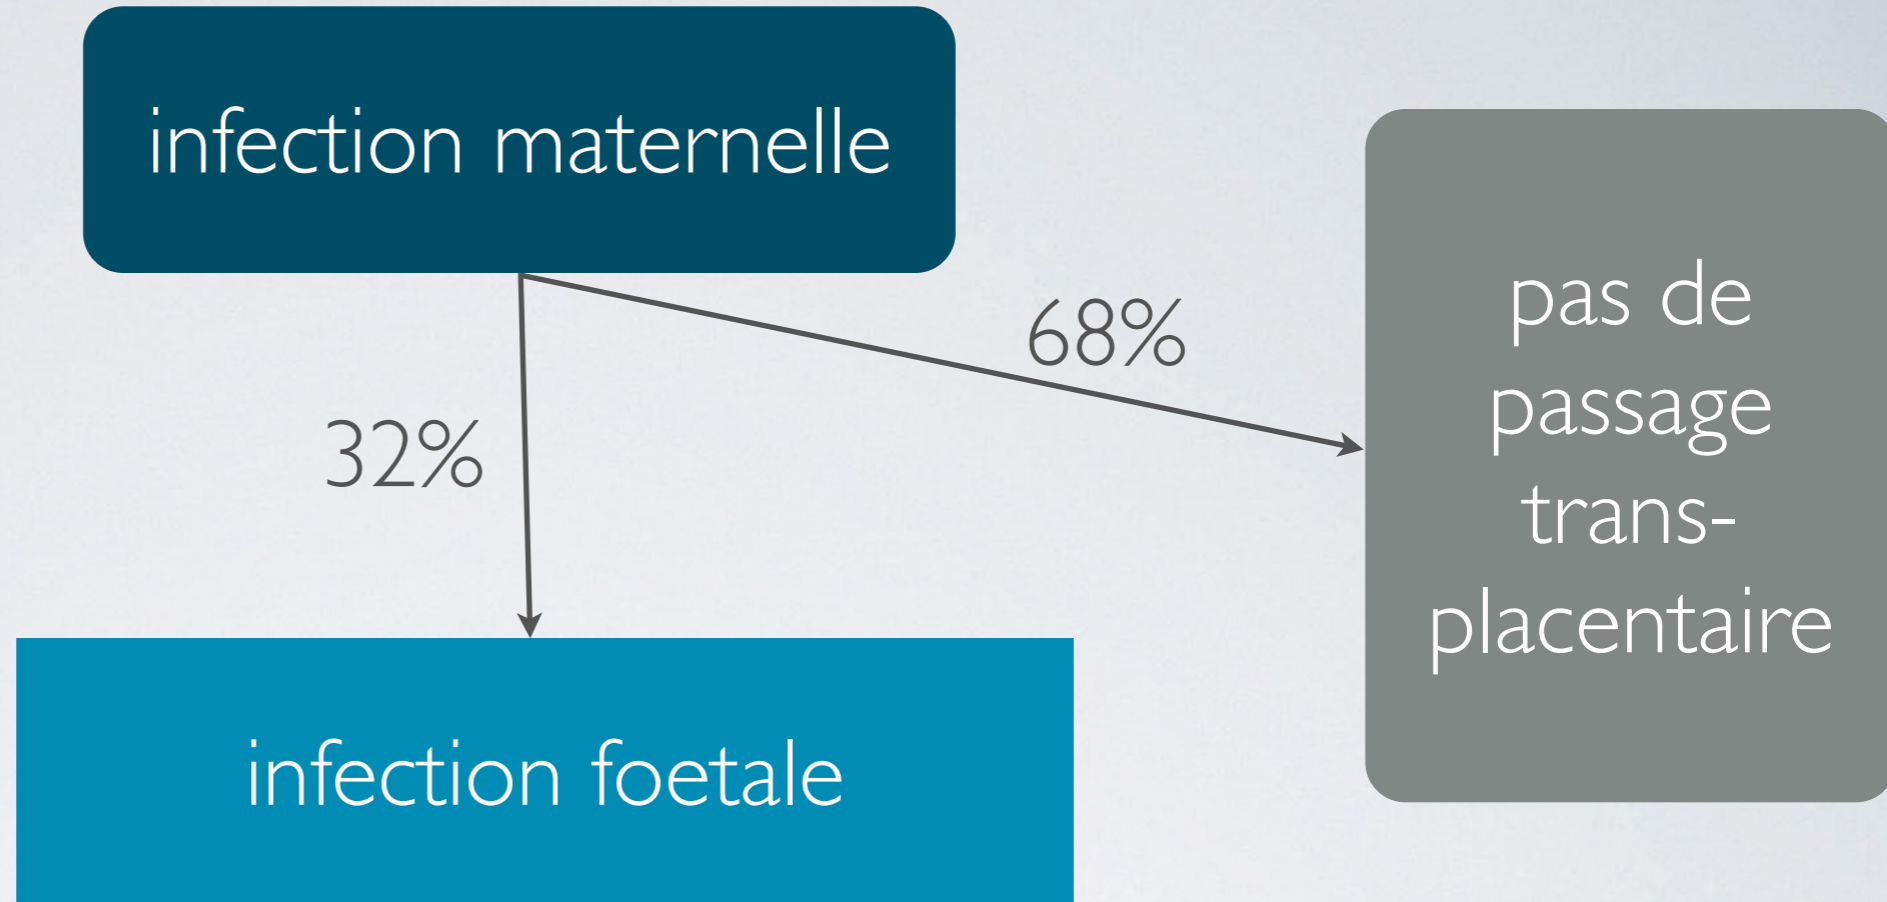 infection maternelle
68%
32%
pas de
passage
trans-
placentaire
infection foetale